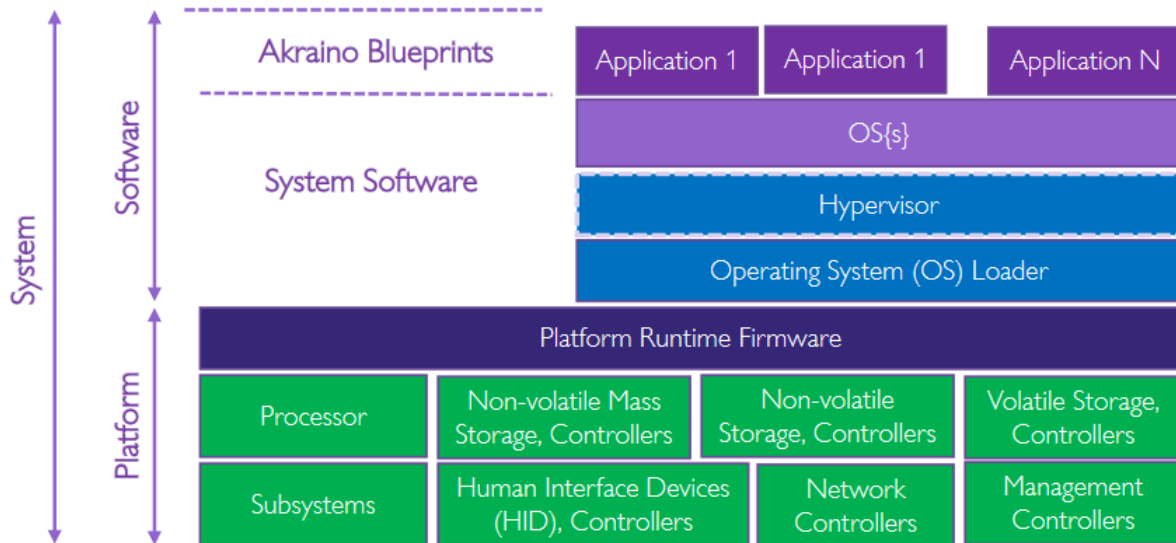 System
Software
Platform
Akraino Blueprints
Application 1
Application 1
Application N
System Software
OS{s}
Hypervisor
Operating System (OS) Loader
Platform Runtime Firmware
Processor
Non-volatile Mass
Storage, Controllers
Non-volatile
Storage, Controllers
Volatile Storage,
Controllers
Subsystems
Human Interface Devices
(HID), Controllers
Network
Controllers
Management
Controllers